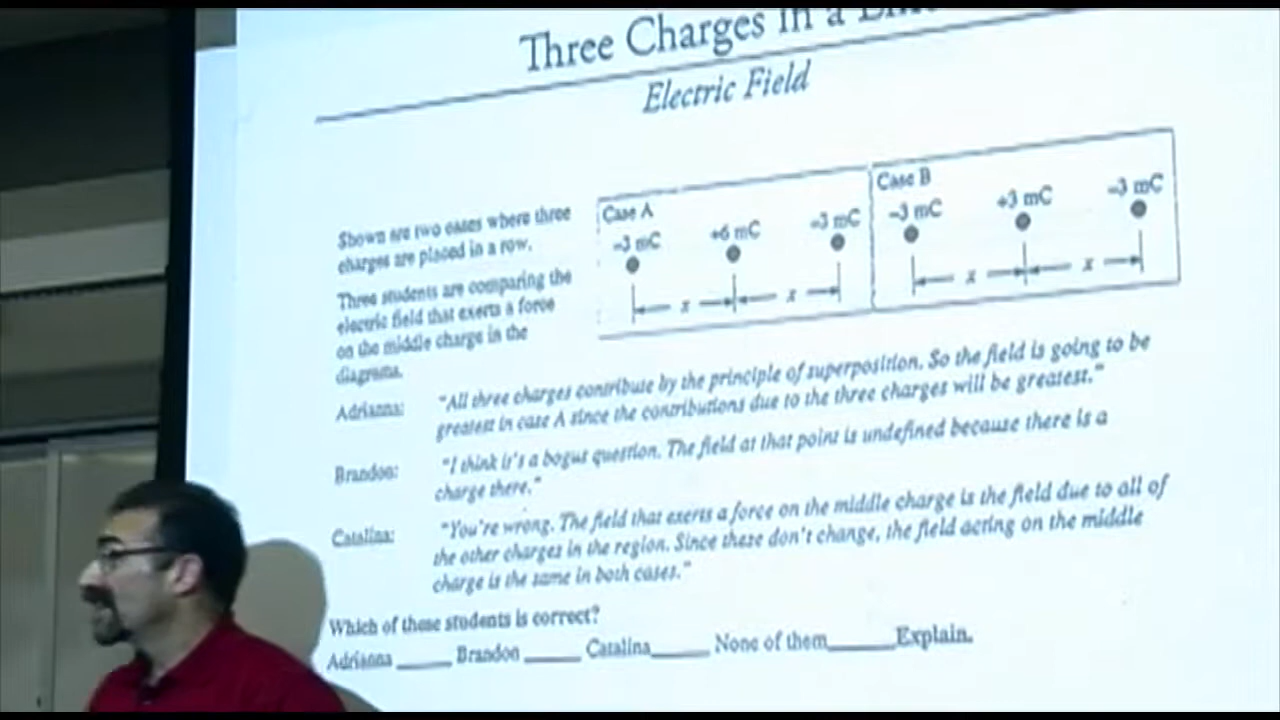 Three Charges in a Line
Electric Field
Shown are two cases where three
charges are placed in a row.
Three students are comparing the
electric field that exerts a force
on the middle charge in the
diagrams.
Case A
–3 mC +6 mC –3 mC
x x
Case B
–3 mC +3 mC –3 mC
x x
Adrianna: "All three charges contribute by the principle of superposition. So the field is going to be
greatest in case A since the contributions due to the three charges will be greatest."
Brandon: "I think it's a bogus question. The field at that point is undefined because there is a
charge there."
Catalina: "You're wrong. The field that exerts a force on the middle charge is the field due to all of
the other charges in the region. Since these don't change, the field acting on the middle
charge is the same in both cases."
Which of these students is correct?
Adrianna _____ Brandon _____ Catalina_____ None of them_____Explain.